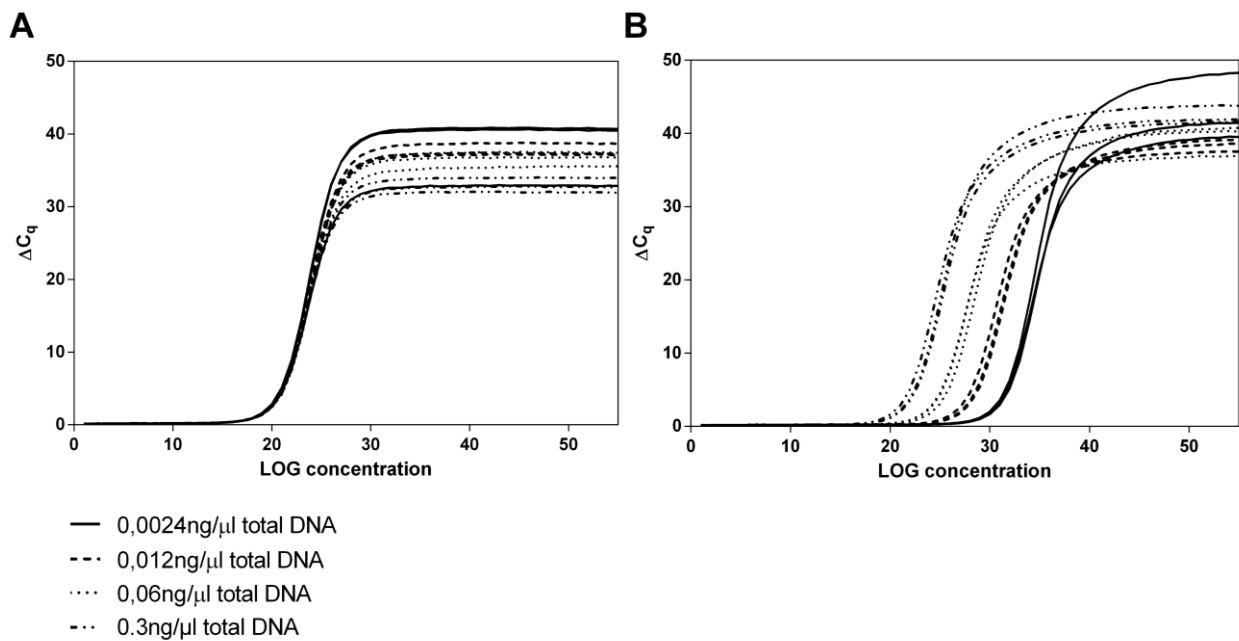 A
50
40
30
20
10
0
ΔCq
0 10 20 30 40 50
LOG concentration
B
50
40
30
20
10
0
ΔCq
0 10 20 30 40 50
LOG concentration
0,0024ng/μl total DNA
0,012ng/μl total DNA
0,06ng/μl total DNA
0.3ng/µl total DNA